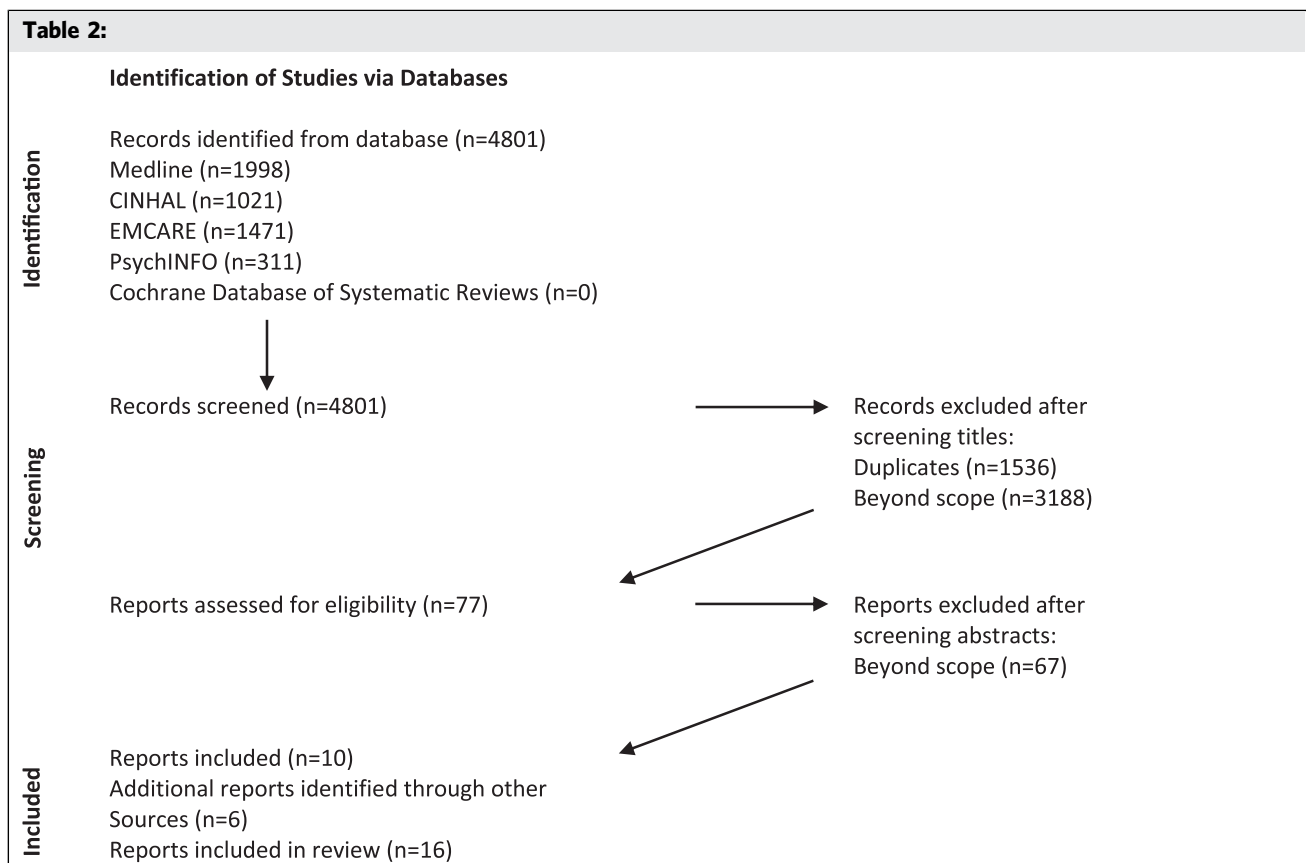 Table 2:
Identification of Studies via Databases
Identification
Records identified from database (n=4801)
Medline (n=1998)
CINHAL (n=1021)
EMCARE (n=1471)
PsychINFO (n=311)
Cochrane Database of Systematic Reviews (n=0)
Screening
Records screened (n=4801)
Records excluded after
screening titles:
Duplicates (n=1536)
Beyond scope (n=3188)
Reports assessed for eligibility (n=77)
Reports excluded after
screening abstracts:
Beyond scope (n=67)
Included
Reports included (n=10)
Additional reports identified through other
Sources (n=6)
Reports included in review (n=16)